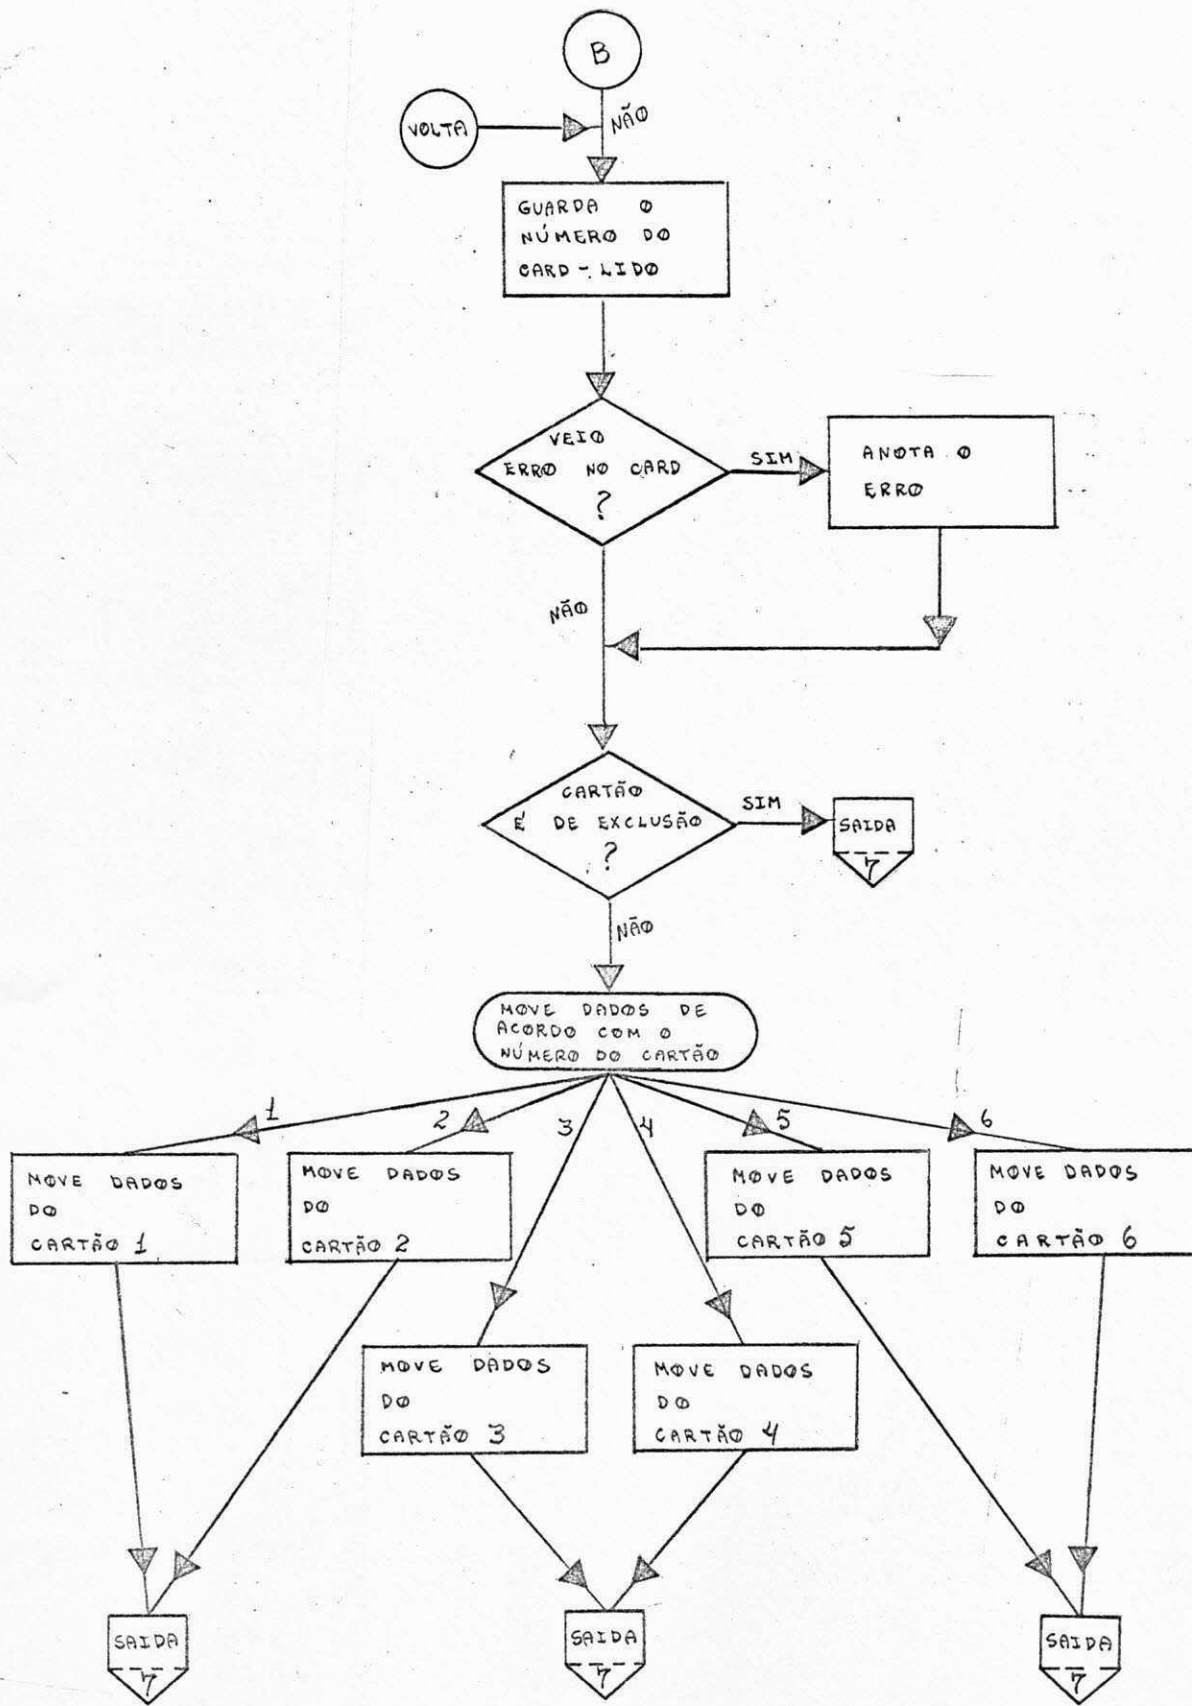 B
VOLTA
NÃO
GUARDA O
NÚMERO DO
CARD - LIDO
VEIO
ERRO NO CARD
?
SIM
ANOTA O
ERRO
NÃO
CARTÃO
É DE EXCLUSÃO
?
SIM
SAIDA
7
NÃO
MOVE DADOS DE
ACORDO COM O
NÚMERO DO CARTÃO
1
2
3
4
5
6
MOVE DADOS
DO
CARTÃO 1
MOVE DADOS
DO
CARTÃO 2
MOVE DADOS
DO
CARTÃO 5
MOVE DADOS
DO
CARTÃO 6
MOVE DADOS
DO
CARTÃO 3
MOVE DADOS
DO
CARTÃO 4
SAIDA
7
SAIDA
7
SAIDA
7